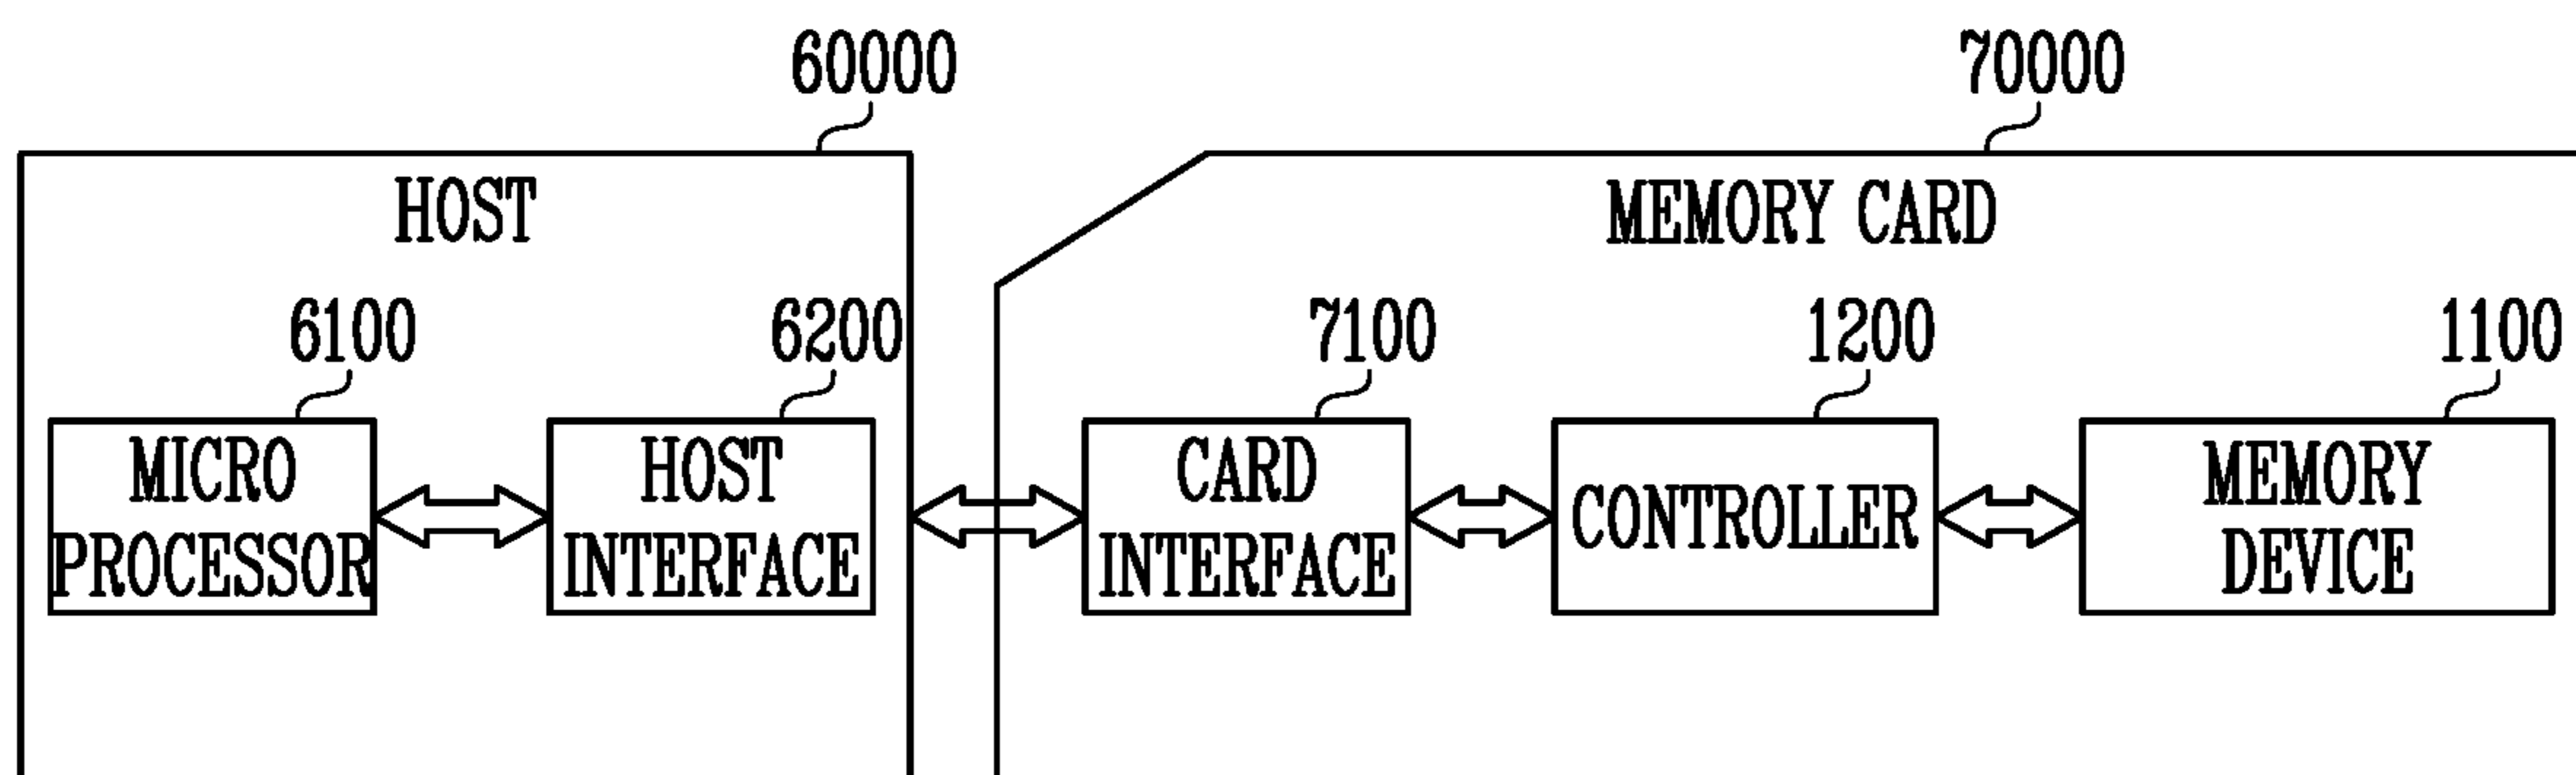 60000
70000
HOST
MEMORY CARD
6100
6200
7100
1200
1100
MICRO
PROCESSOR
HOST
INTERFACE
CARD
INTERFACE
CONTROLLER
MEMORY
DEVICE